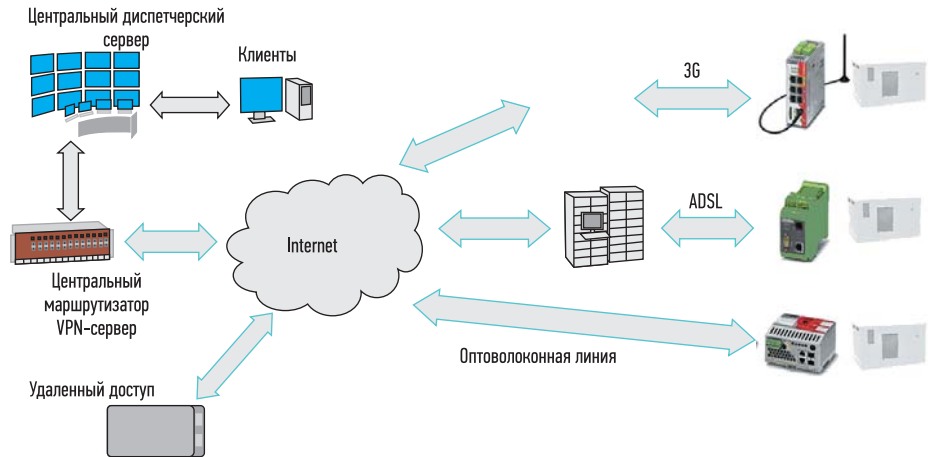 Центральный диспетчерский
сервер
Клиенты
3G
ADSL
Internet
Центральный
маршрутизатор
VPN-сервер
Оптоволоконная линия
Удаленный доступ